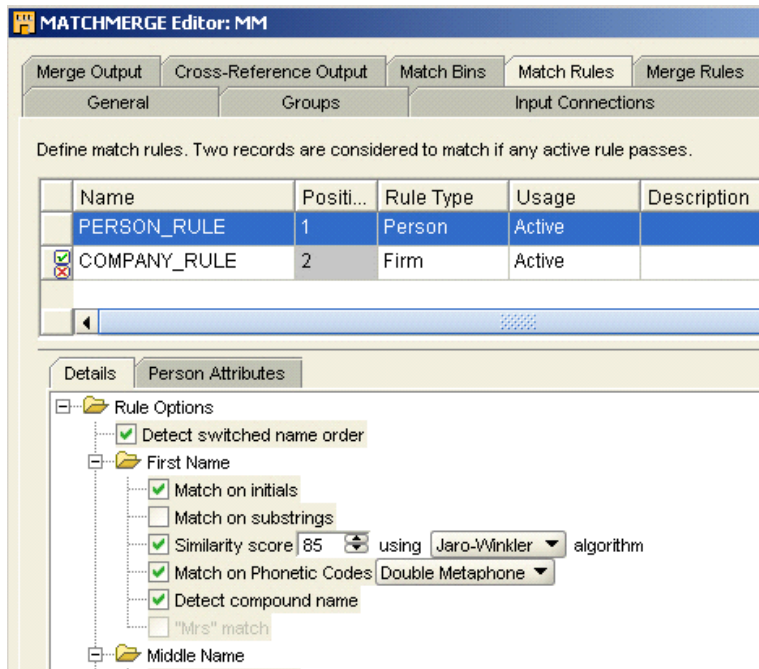 MATCHMERGE Editor: MM
Merge Output Cross-Reference Output Match Bins Match Rules Merge Rules
General Groups Input Connections
Define match rules. Two records are considered to match if any active rule passes.
Name Positi... Rule Type Usage Description
PERSON_RULE 1 Person Active
COMPANY_RULE 2 Firm Active
Details Person Attributes
Rule Options
Detect switched name order
First Name
Match on initials
Match on substrings
Similarity score 85 using Jaro-Winkler algorithm
Match on Phonetic Codes Double Metaphone
Detect compound name
"Mrs" match
Middle Name